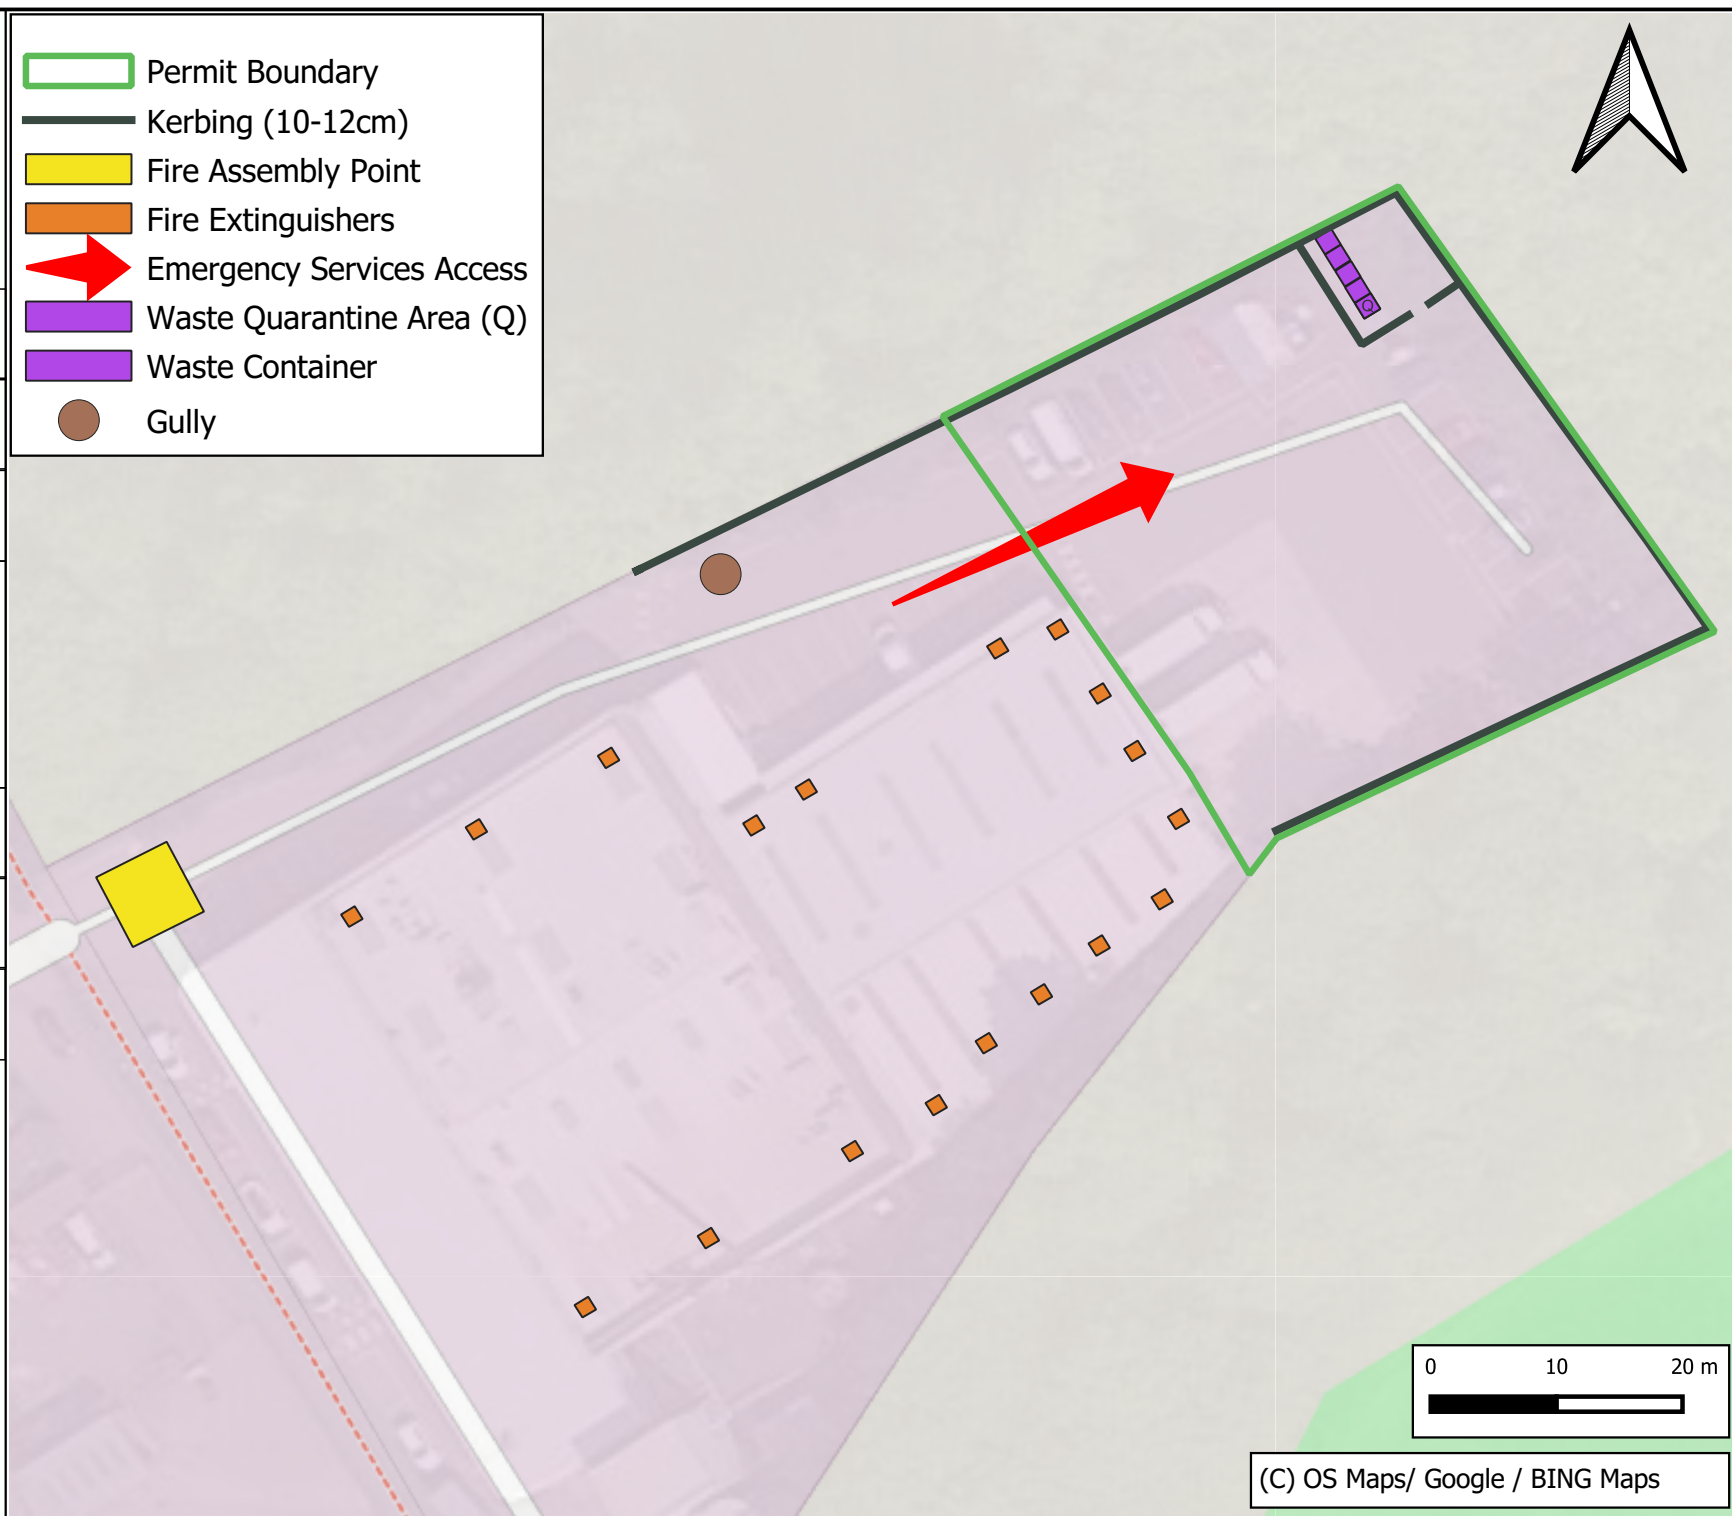 Permit Boundary
Kerbing (10-12cm)
Fire Assembly Point
Fire Extinguishers
Emergency Services Access
Waste Quarantine Area (Q)
Waste Container
Gully
Q
0 10 20 m
(C) OS Maps/ Google / BING Maps